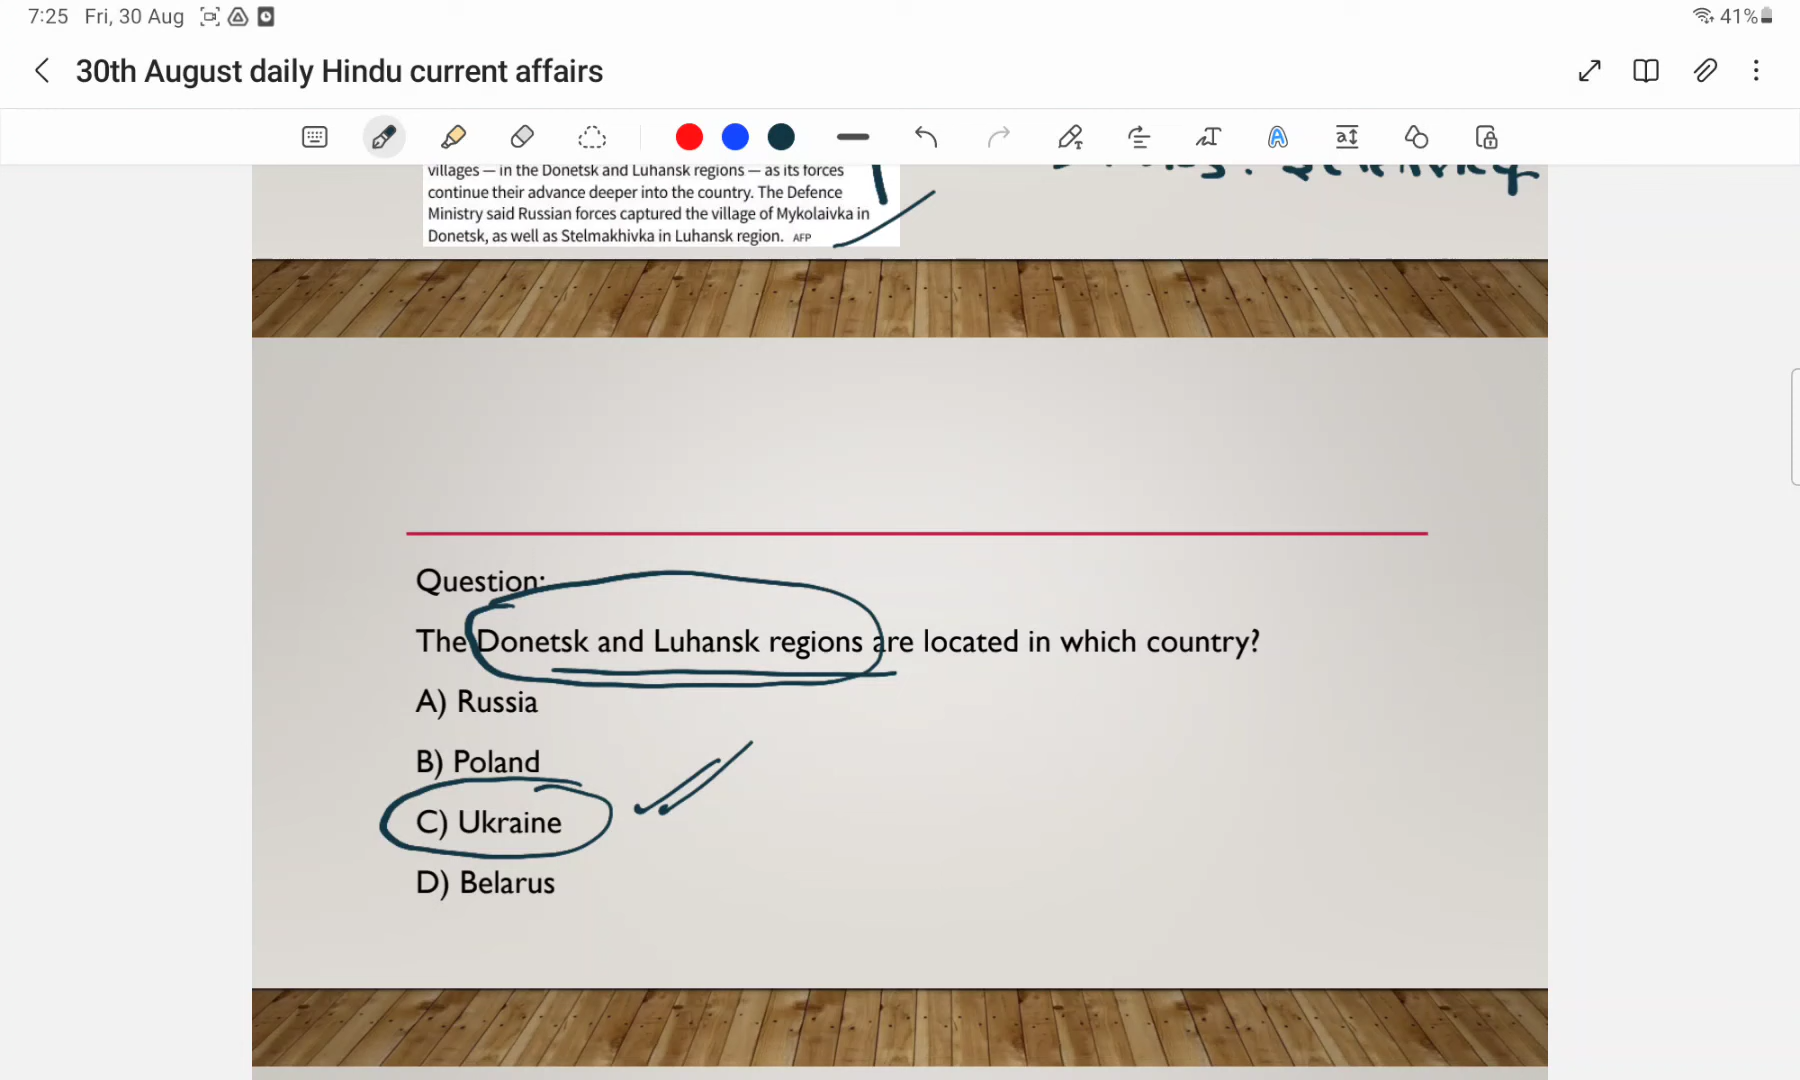 7:25 Fri, 30 Aug
41%
30th August daily Hindu current affairs
villages — in the Donetsk and Luhansk regions — as its forces
continue their advance deeper into the country. The Defence
Ministry said Russian forces captured the village of Mykolaivka in
Donetsk, as well as Stelmakhivka in Luhansk region. AFP
Question:
The Donetsk and Luhansk regions are located in which country?
A) Russia
B) Poland
C) Ukraine
D) Belarus